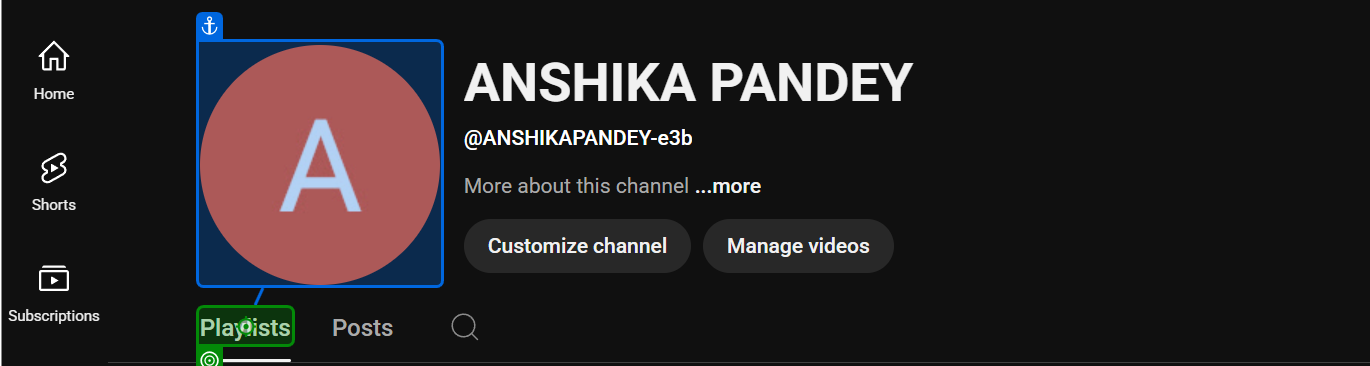 Home
Shorts
Subscriptions
A
ANSHIKA PANDEY
@ANSHIKAPANDEY-e3b
More about this channel ...more
Customize channel Manage videos
Playlists Posts